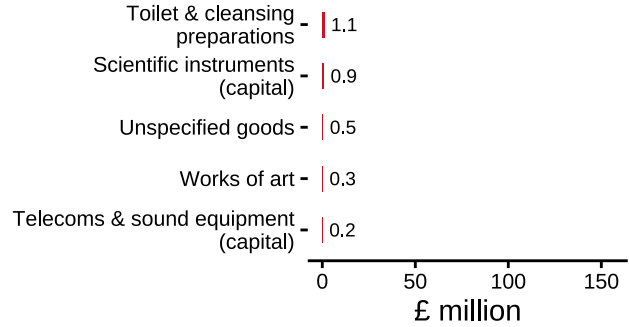 Toilet & cleansing
preparations
1.1
Scientific instruments
(capital)
0.9
Unspecified goods
0.5
Works of art
0.3
Telecoms & sound equipment
(capital)
0.2
0 50 100 150
£ million